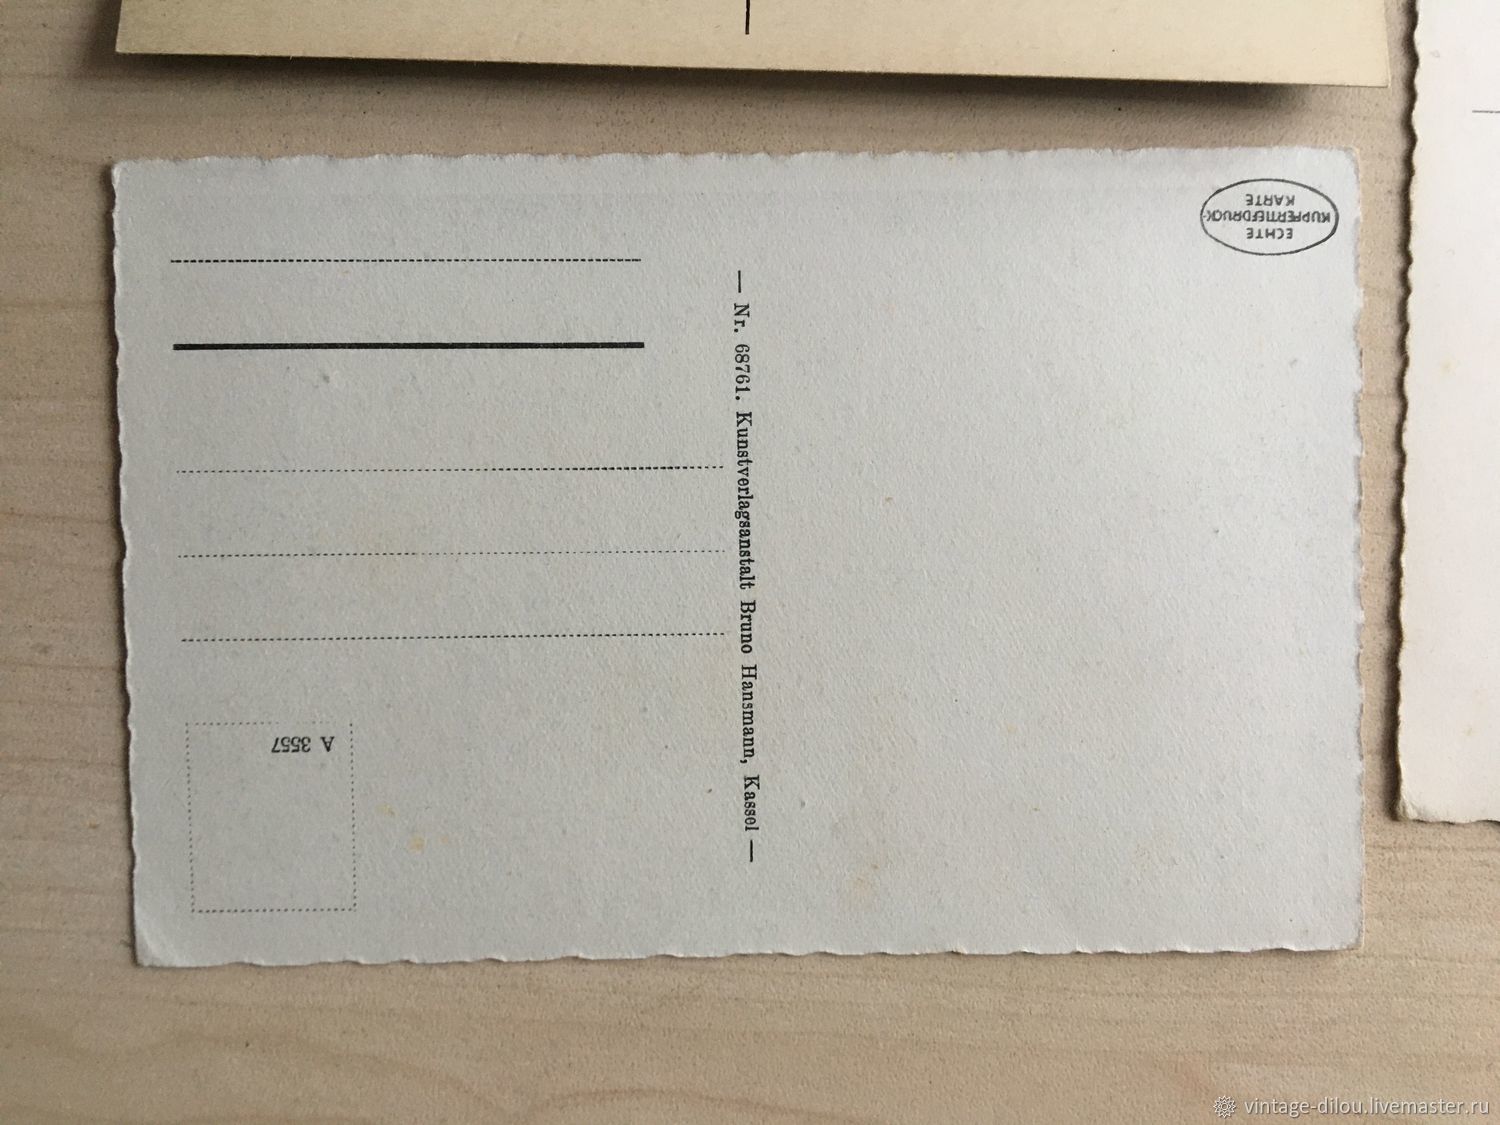 ECHTE
KUPFERTIEFDRUCK-
KARTE
— Nr. 68761. Kunstverlagsanstalt Bruno Hansmann, Kassel —
A 3557
vintage-dilou.livemaster.ru